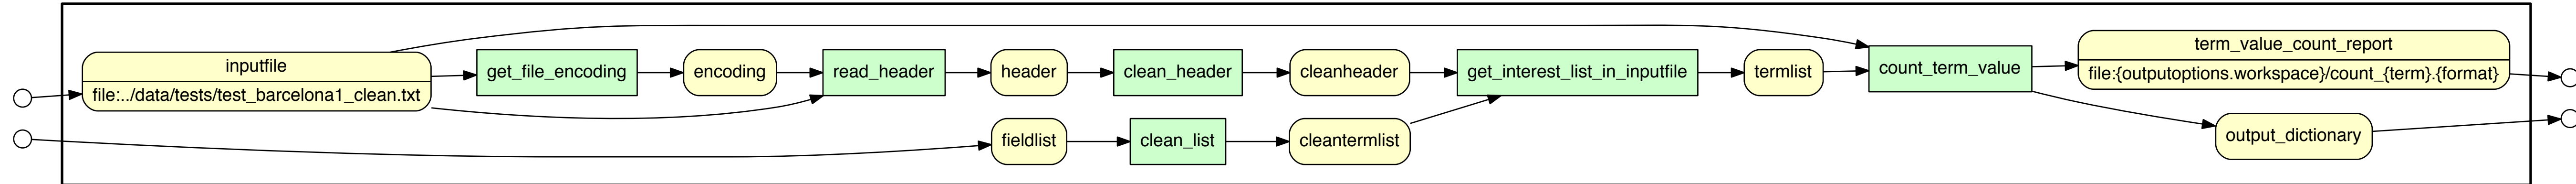 inputfile
file:../data/tests/test_barcelona1_clean.txt
get_file_encoding
encoding
read_header
header
clean_header
cleanheader
get_interest_list_in_inputfile
termlist
count_term_value
term_value_count_report
file:{outputoptions.workspace}/count_{term}.{format}
fieldlist
clean_list
cleantermlist
output_dictionary